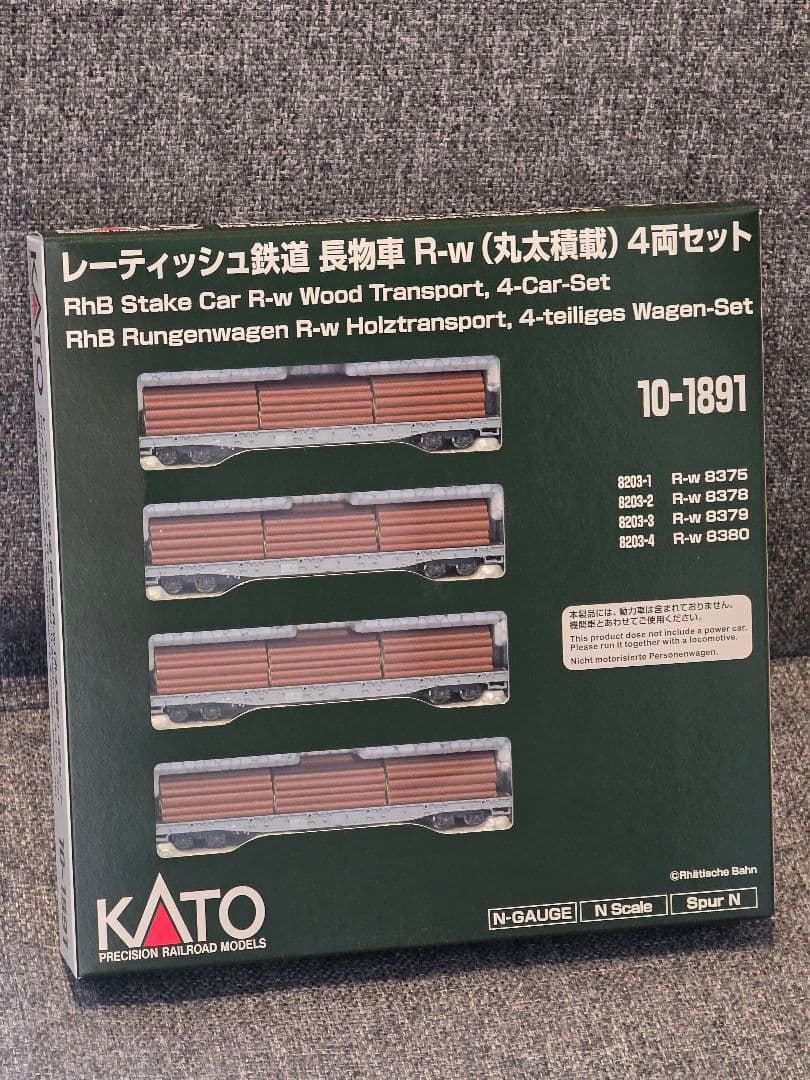 レーティッシュ鉄道 長物車 R-w（丸太積載）4両セット
RhB Stake Car R-w Wood Transport, 4-Car-Set
RhB Rungenwagen R-w Holztransport, 4-teiliges Wagen-Set
10-1891
8203-1 R-w 8375
8203-2 R-w 8378
8203-3 R-w 8379
8203-4 R-w 8380
本製品には、動力車は含まれておりません。
機関車とあわせてご使用ください。
This product dose not include a power car.
Please run it together with a locomotive.
Nicht motorisierte Personenwagen.
©Rhätische Bahn
KATO
PRECISION RAILROAD MODELS
N-GAUGE
N Scale
Spur N
KATO
10-1891